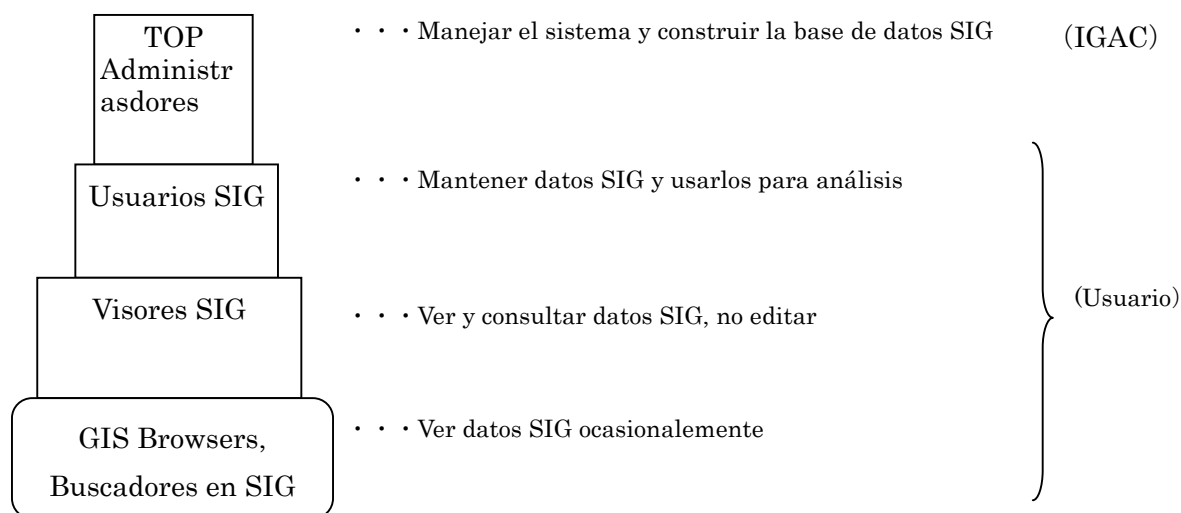 TOP
Administr
asdores
・・・Manejar el sistema y construir la base de datos SIG
(IGAC)
Usuarios SIG
・・・Mantener datos SIG y usarlos para análisis
Visores SIG
・・・Ver y consultar datos SIG, no editar
(Usuario)
GIS Browsers,
Buscadores en SIG
・・・Ver datos SIG ocasionalemente